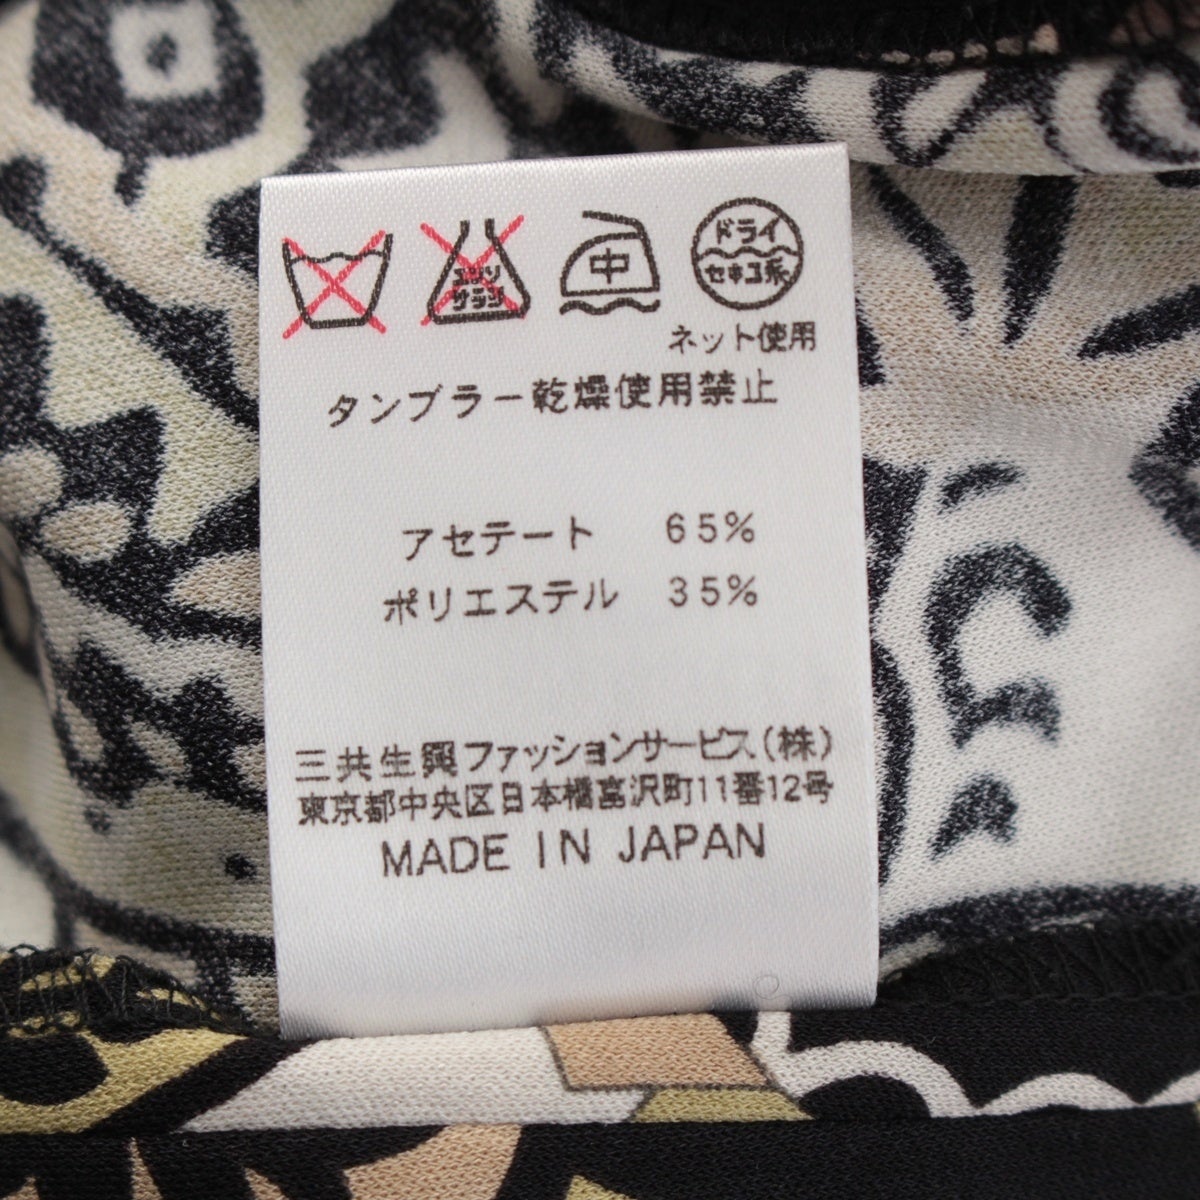 エンソ
サラシ
中
ドライ
セキユ系
ネット使用
タンブラー乾燥使用禁止
アセテート 65%
ポリエステル 35%
三共生興ファッションサービス(株)
東京都中央区日本橋富沢町11番12号
MADE IN JAPAN